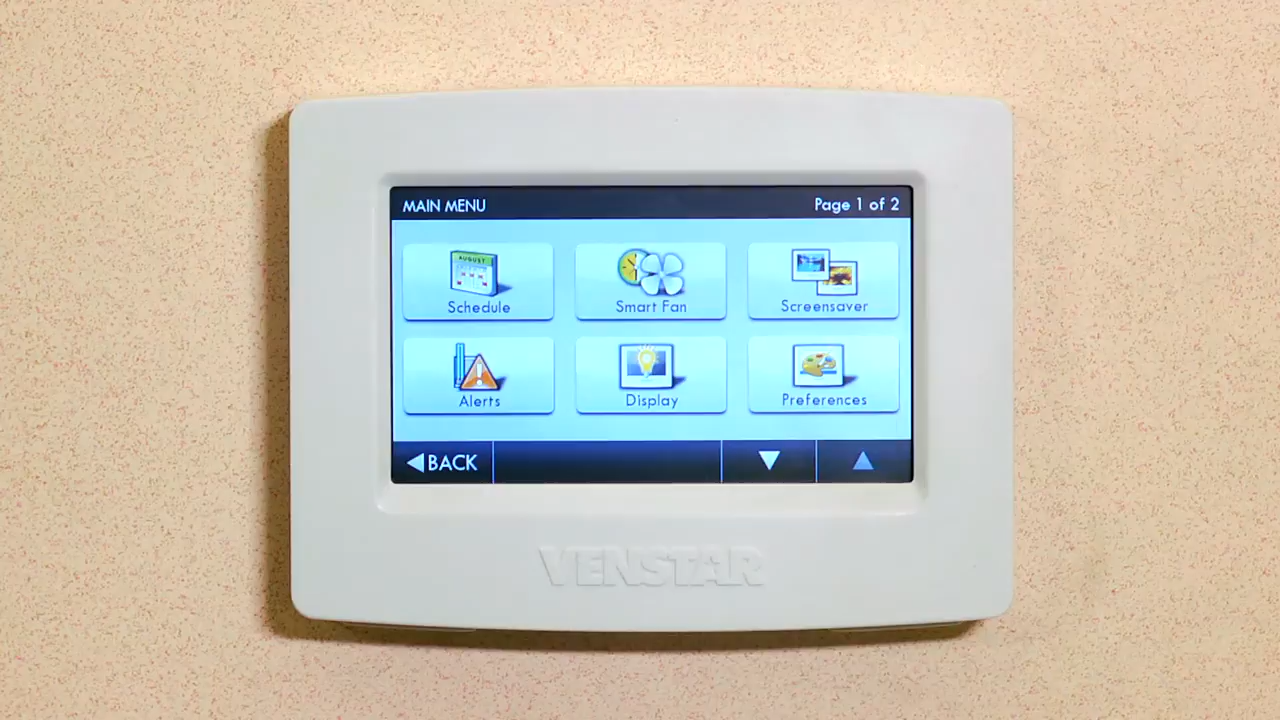 MAIN MENU
Page 1 of 2
AUGUST
Schedule
Smart Fan
Screensaver
Alerts
Display
Preferences
BACK
VENSTAR